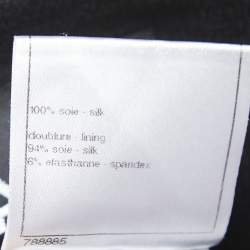 100% soie - silk
doublure - lining
94% soie - silk
6% elasthanne - spandex
788885